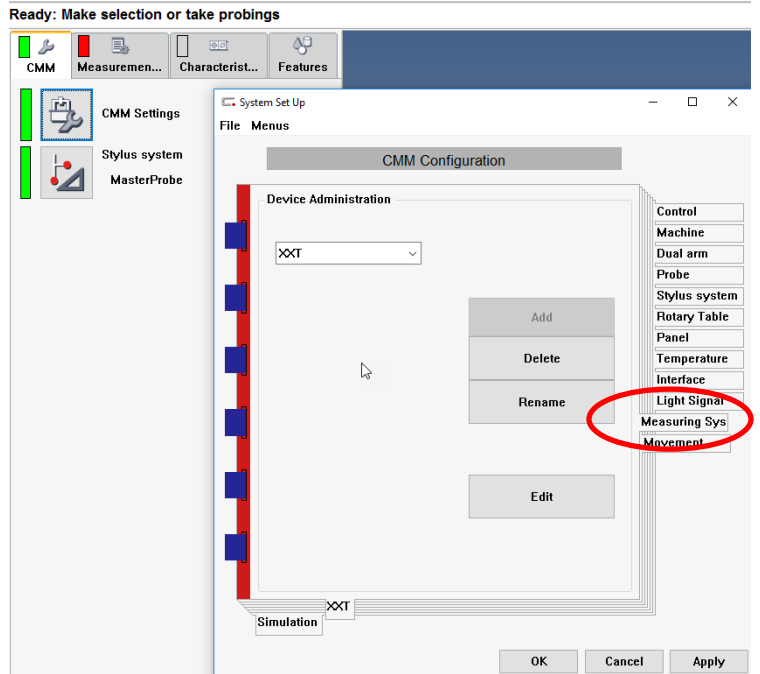 Ready: Make selection or take probings
CMM
Measuremen...
Characterist...
Features
CMM Settings
Stylus system
MasterProbe
System Set Up
File Menus
CMM Configuration
Device Administration
XXT
Add
Delete
Rename
Edit
Control
Machine
Dual arm
Probe
Stylus system
Rotary Table
Panel
Temperature
Interface
Light Signal
Measuring Sys
Movement
XXT
Simulation
OK
Cancel
Apply